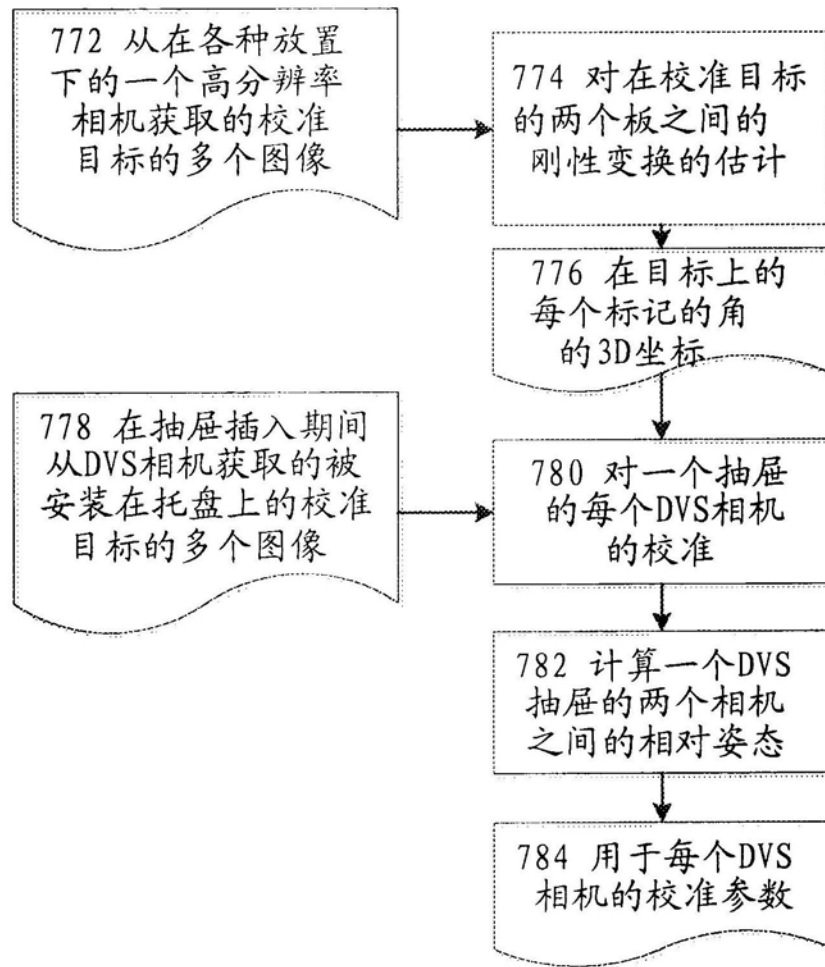 772 从在各种放置
下的一个高分辨率
相机获取的校准
目标的多个图像
774 对在校准目标
的两个板之间的
刚性变换的估计
776 在目标上的
每个标记的角
的3D坐标
778 在抽屉插入期间
从DVS相机获取的被
安装在托盘上的校准
目标的多个图像
780 对一个抽屉
的每个DVS相机
的校准
782 计算一个DVS
抽屉的两个相机
之间的相对姿态
784 用于每个DVS
相机的校准参数